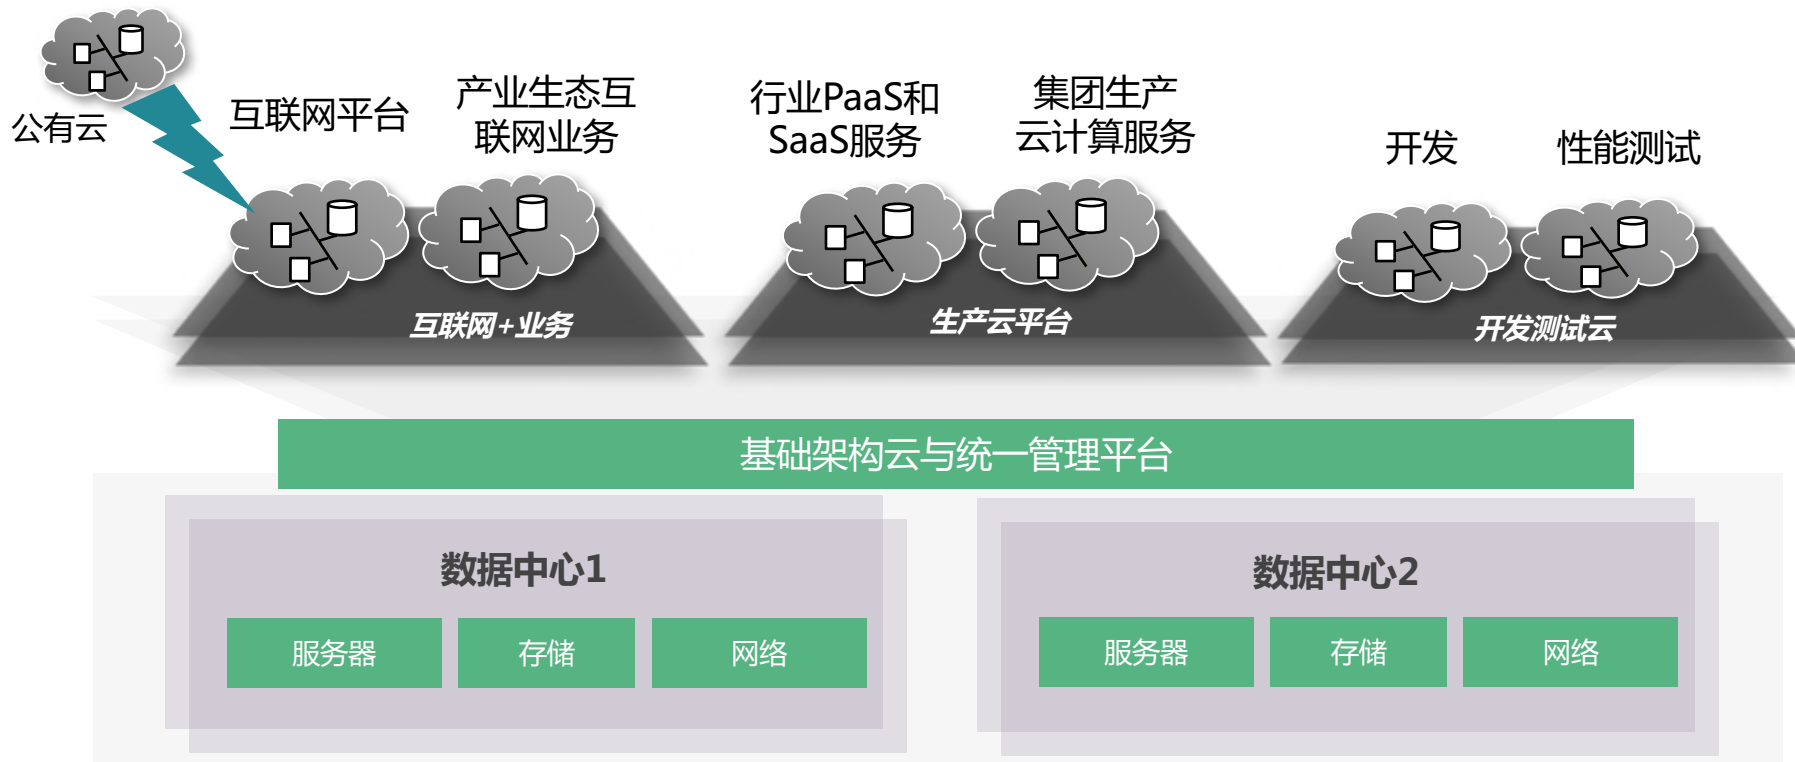 公有云
互联网平台
产业生态互
联网业务
行业PaaS和
SaaS服务
集团生产
云计算服务
开发
性能测试
互联网+业务
生产云平台
开发测试云
基础架构云与统一管理平台
数据中心1
服务器
存储
网络
数据中心2
服务器
存储
网络